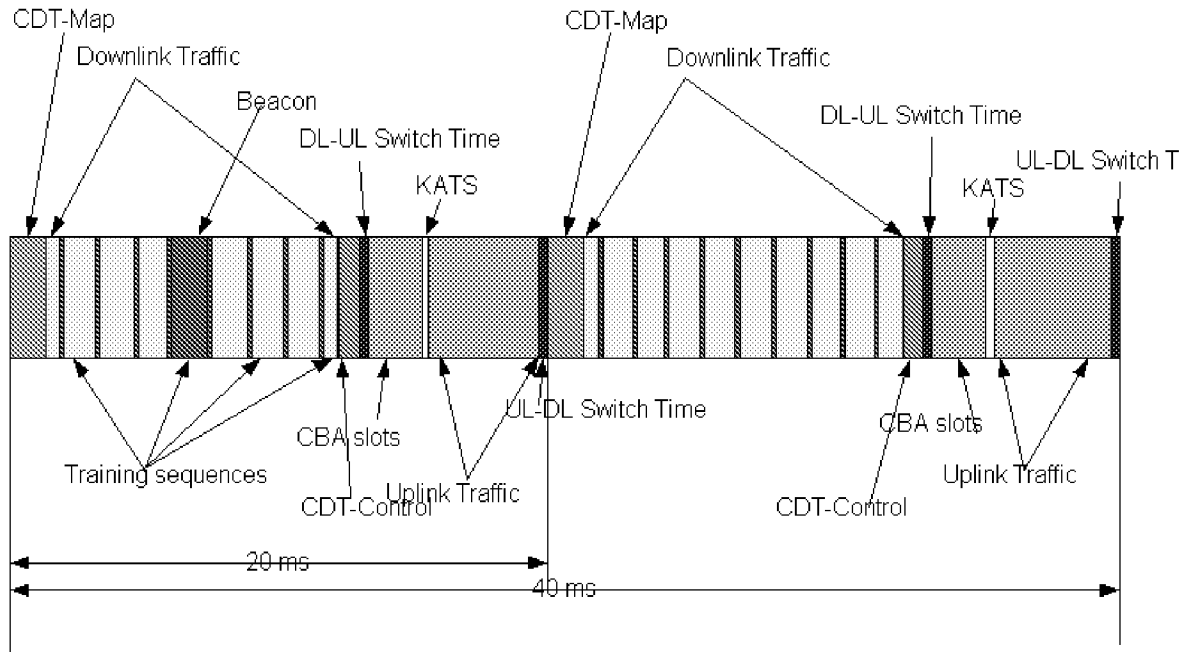 CDT-Map
CDT-Map
Downlink Traffic
Downlink Traffic
Beacon
DL-UL Switch Time
DL-UL Switch Time
UL-DL Switch T
KATS
KATS
UL-DL Switch Time
CBA slots
CBA slots
Training sequences
Uplink Traffic
Uplink Traffic
CDT-Control
CDT-Control
20 ms
40 ms